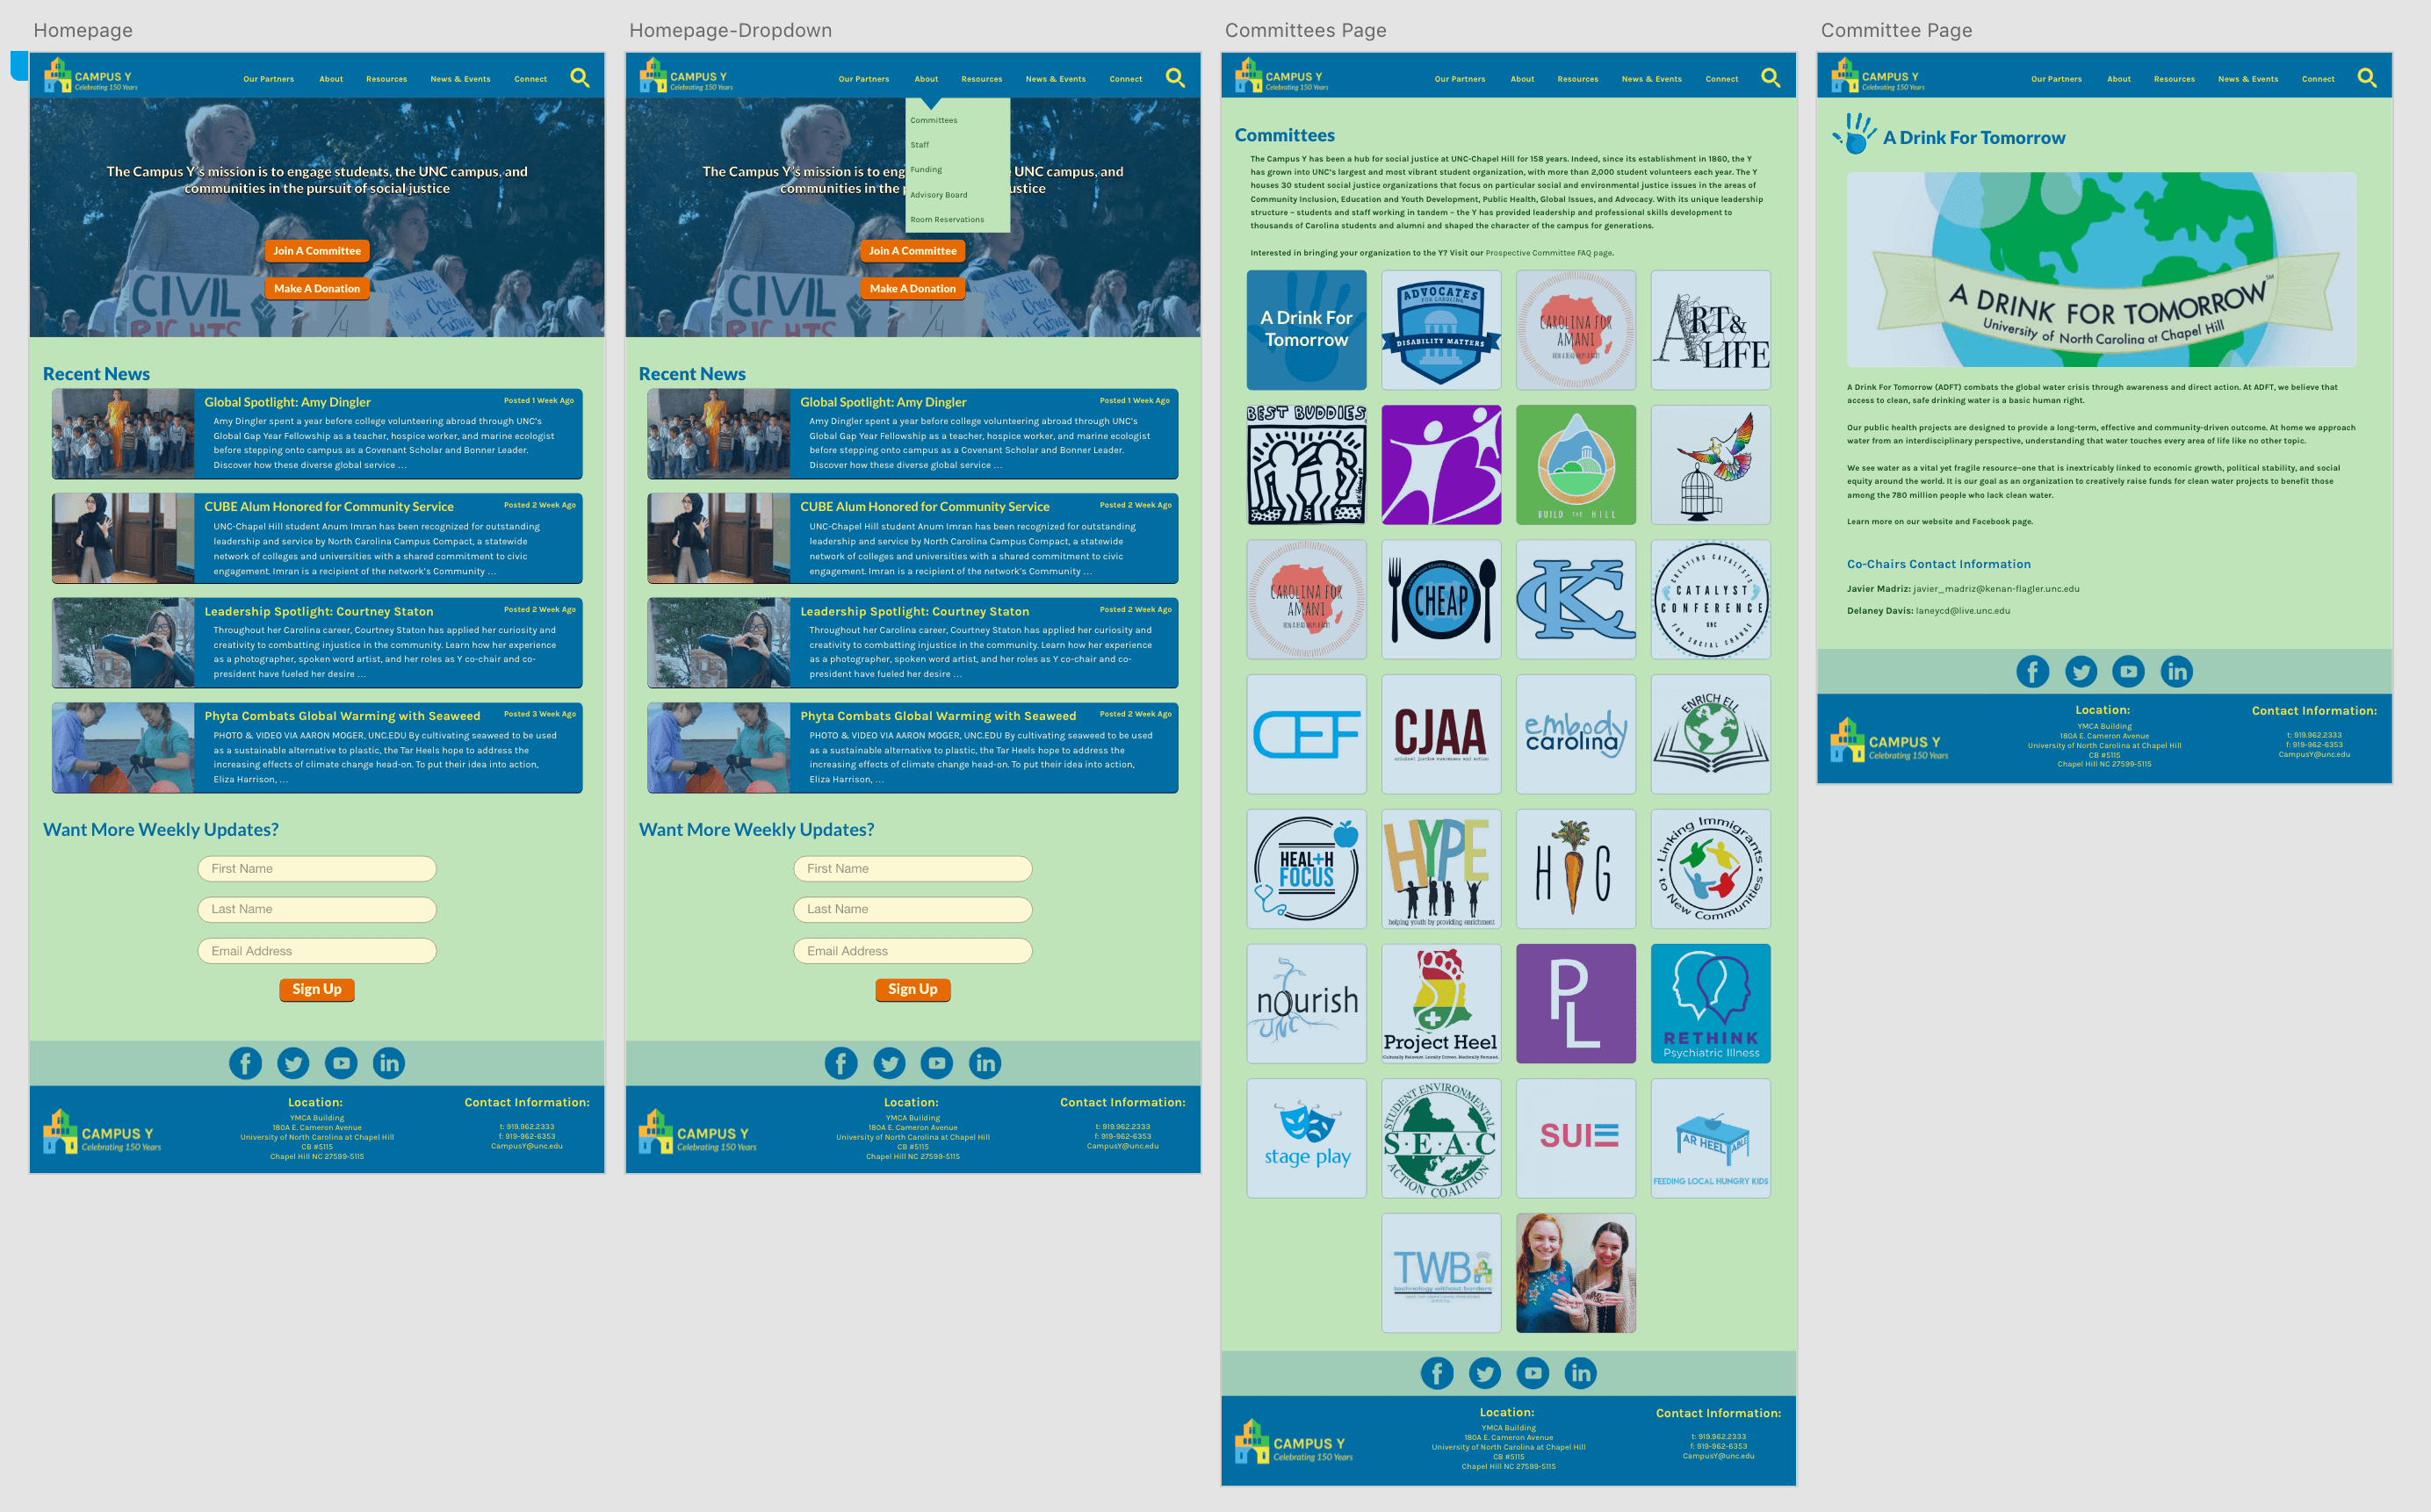 Homepage
CAMPUS Y
Celebrating 150 Years
Our Partners
About
Resources
News & Events
Connect
The Campus Y's mission is to engage students, the UNC campus, and
communities in the pursuit of social justice
Join A Committee
Make A Donation
CIVIL
RIGHTS
Recent News
Global Spotlight: Amy Dingler
Posted 1 Week Ago
Amy Dingler spent a year before college volunteering abroad through UNC's
Global Gap Year Fellowship as a teacher, hospice worker, and marine ecologist
before stepping onto campus as a Covenant Scholar and Bonner Leader.
Discover how these diverse global service …
CUBE Alum Honored for Community Service
Posted 2 Week Ago
UNC-Chapel Hill student Anum Imran has been recognized for outstanding
leadership and service by North Carolina Campus Compact, a statewide
network of colleges and universities with a shared commitment to civic
engagement. Imran is a recipient of the network's Community …
Leadership Spotlight: Courtney Staton
Posted 2 Week Ago
Throughout her Carolina career, Courtney Staton has applied her curiosity and
creativity to combatting injustice in the community. Learn how her experience
as a photographer, spoken word artist, and her roles as Y co-chair and co-
president have fueled her desire …
Phyta Combats Global Warming with Seaweed
Posted 3 Week Ago
PHOTO & VIDEO VIA AARON MOGER, UNC.EDU By cultivating seaweed to be used
as a sustainable alternative to plastic, the Tar Heels hope to address the
increasing effects of climate change head-on. To put their idea into action,
Eliza Harrison, …
Want More Weekly Updates?
First Name
Last Name
Email Address
Sign Up
CAMPUS Y
Celebrating 150 Years
Location:
YMCA Building
180A E. Cameron Avenue
University of North Carolina at Chapel Hill
CB #5115
Chapel Hill NC 27599-5115
Contact Information:
t: 919.962.2333
f: 919-962-6353
CampusY@unc.edu
Homepage-Dropdown
CAMPUS Y
Celebrating 150 Years
Our Partners
About
Resources
News & Events
Connect
Committees
Staff
Funding
Advisory Board
Room Reservations
The Campus Y's mission is to eng UNC campus, and
communities in the p ustice
Join A Committee
Make A Donation
CIVIL
RIGHTS
Recent News
Global Spotlight: Amy Dingler
Posted 1 Week Ago
Amy Dingler spent a year before college volunteering abroad through UNC's
Global Gap Year Fellowship as a teacher, hospice worker, and marine ecologist
before stepping onto campus as a Covenant Scholar and Bonner Leader.
Discover how these diverse global service …
CUBE Alum Honored for Community Service
Posted 2 Week Ago
UNC-Chapel Hill student Anum Imran has been recognized for outstanding
leadership and service by North Carolina Campus Compact, a statewide
network of colleges and universities with a shared commitment to civic
engagement. Imran is a recipient of the network's Community …
Leadership Spotlight: Courtney Staton
Posted 2 Week Ago
Throughout her Carolina career, Courtney Staton has applied her curiosity and
creativity to combatting injustice in the community. Learn how her experience
as a photographer, spoken word artist, and her roles as Y co-chair and co-
president have fueled her desire …
Phyta Combats Global Warming with Seaweed
Posted 2 Week Ago
PHOTO & VIDEO VIA AARON MOGER, UNC.EDU By cultivating seaweed to be used
as a sustainable alternative to plastic, the Tar Heels hope to address the
increasing effects of climate change head-on. To put their idea into action,
Eliza Harrison, …
Want More Weekly Updates?
First Name
Last Name
Email Address
Sign Up
CAMPUS Y
Celebrating 150 Years
Location:
YMCA Building
180A E. Cameron Avenue
University of North Carolina at Chapel Hill
CB #5115
Chapel Hill NC 27599-5115
Contact Information:
t: 919.962.2333
f: 919-962-6353
CampusY@unc.edu
Committees Page
CAMPUS Y
Celebrating 150 Years
Our Partners
About
Resources
News & Events
Connect
Committees
The Campus Y has been a hub for social justice at UNC-Chapel Hill for 158 years. Indeed, since its establishment in 1860, the Y
has grown into UNC's largest and most vibrant student organization, with more than 2,000 student volunteers each year. The Y
houses 30 student social justice organizations that focus on particular social and environmental justice issues in the areas of
Community Inclusion, Education and Youth Development, Public Health, Global Issues, and Advocacy. With its unique leadership
structure – students and staff working in tandem – the Y has provided leadership and professional skills development to
thousands of Carolina students and alumni and shaped the character of the campus for generations.
Interested in bringing your organization to the Y? Visit our Prospective Committee FAQ page.
A Drink For
Tomorrow
ADVOCATES
FOR CAROLINA
DISABILITY MATTERS
CAROLINA FOR
AMANI
ART&
LIFE
BEST BUDDIES
BUILD THE HILL
CAROLINA FOR
AMANI
CHEAP
CKC
CREATING CATALYSTS
CATALYST
CONFERENCE
UNC
FOR SOCIAL CHANGE
CEF
CJAA
criminal justice awareness and action
embody
carolina
ENRICH ELL
HEALTH
FOCUS
HYPE
helping youth by providing enrichment
H G
Linking Immigrants
to New Communities
nourish
UNC
Project Heel
Culturally Relevant. Locally Driven. Medically Focused.
PL
RETHINK
Psychiatric Illness
stage play
STUDENT ENVIRONMENTAL
S·E·A·C
ACTION COALITION
SUIE
AR HEEL ABLE
FEEDING LOCAL HUNGRY KIDS
TWB
technology without borders
CAMPUS Y
Celebrating 150 Years
Location:
YMCA Building
180A E. Cameron Avenue
University of North Carolina at Chapel Hill
CB #5115
Chapel Hill NC 27599-5115
Contact Information:
t: 919.962.2333
f: 919-962-6353
CampusY@unc.edu
Committee Page
CAMPUS Y
Celebrating 150 Years
Our Partners
About
Resources
News & Events
Connect
A Drink For Tomorrow
A DRINK FOR TOMORROW
SM
University of North Carolina at Chapel Hill
A Drink For Tomorrow (ADFT) combats the global water crisis through awareness and direct action. At ADFT, we believe that
access to clean, safe drinking water is a basic human right.
Our public health projects are designed to provide a long-term, effective and community-driven outcome. At home we approach
water from an interdisciplinary perspective, understanding that water touches every area of life like no other topic.
We see water as a vital yet fragile resource–one that is inextricably linked to economic growth, political stability, and social
equity around the world. It is our goal as an organization to creatively raise funds for clean water projects to benefit those
among the 780 million people who lack clean water.
Learn more on our website and Facebook page.
Co-Chairs Contact Information
Javier Madriz: javier_madriz@kenan-flagler.unc.edu
Delaney Davis: laneycd@live.unc.edu
CAMPUS Y
Celebrating 150 Years
Location:
YMCA Building
180A E. Cameron Avenue
University of North Carolina at Chapel Hill
CB #5115
Chapel Hill NC 27599-5115
Contact Information:
t: 919.962.2333
f: 919-962-6353
CampusY@unc.edu